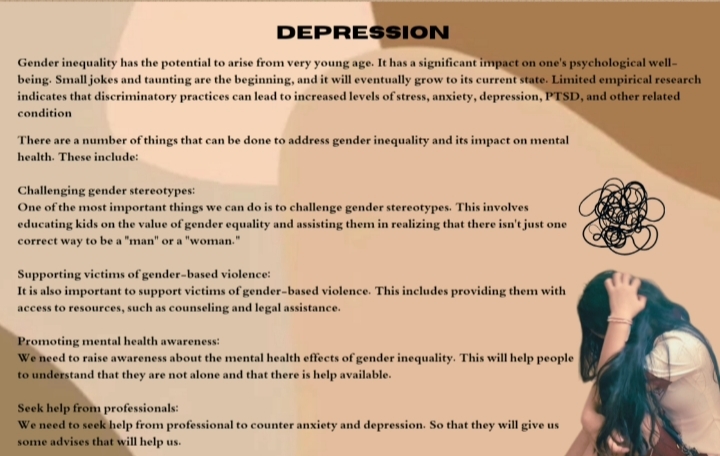 DEPRESSION
Gender inequality has the potential to arise from very young age. It has a significant impact on one's psychological well-
being. Small jokes and taunting are the beginning, and it will eventually grow to its current state. Limited empirical research
indicates that discriminatory practices can lead to increased levels of stress, anxiety, depression, PTSD, and other related
condition
There are a number of things that can be done to address gender inequality and its impact on mental
health. These include:
Challenging gender stereotypes:
One of the most important things we can do is to challenge gender stereotypes. This involves
educating kids on the value of gender equality and assisting them in realizing that there isn't just one
correct way to be a "man" or a "woman."
Supporting victims of gender-based violence:
It is also important to support victims of gender-based violence. This includes providing them with
access to resources, such as counseling and legal assistance.
Promoting mental health awareness:
We need to raise awareness about the mental health effects of gender inequality. This will help people
to understand that they are not alone and that there is help available.
Seek help from professionals:
We need to seek help from professional to counter anxiety and depression. So that they will give us
some advises that will help us.